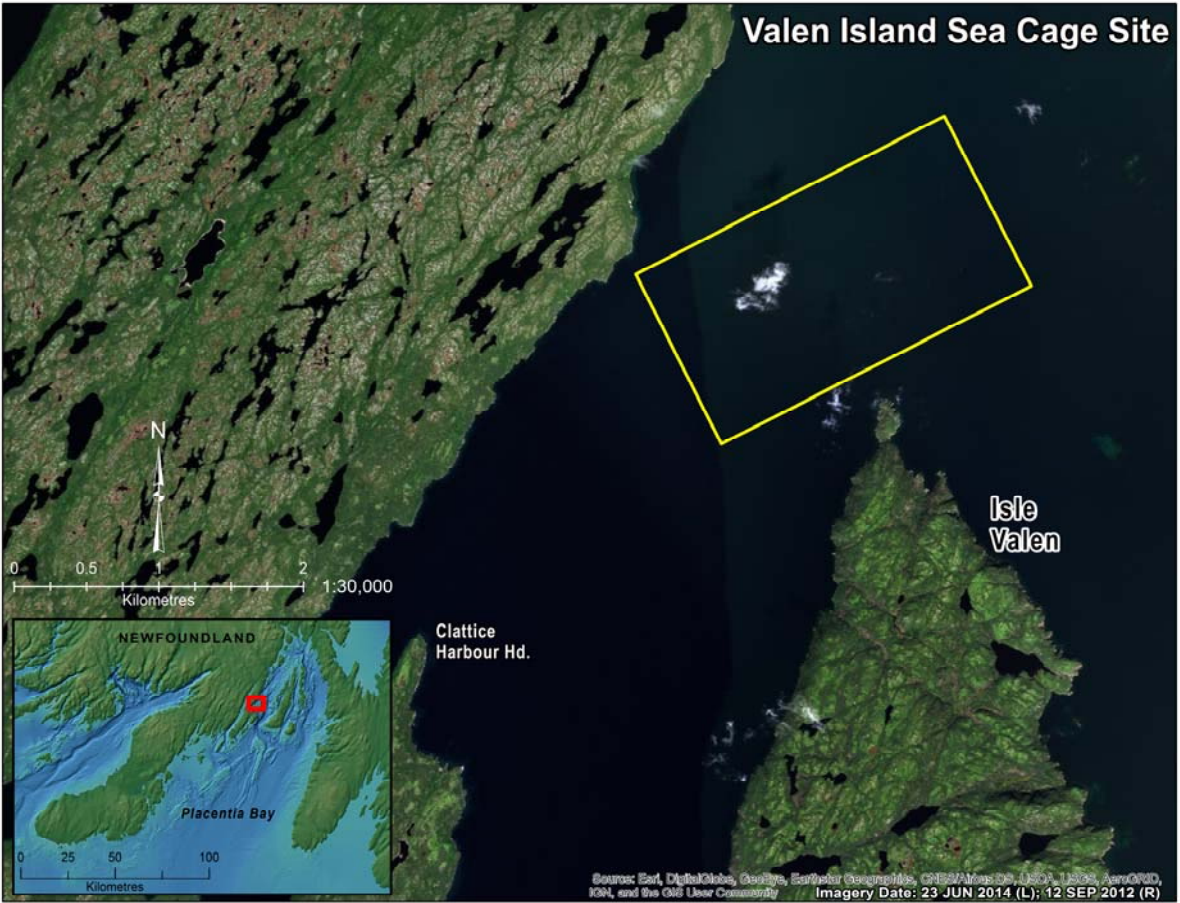 Valen Island Sea Cage Site
Isle
Valen
N
0 0.5 1 2
1:30,000
Kilometres
Clattice
Harbour Hd.
NEWFOUNDLAND
Placentia Bay
0 25 50 100
Kilometres
Source: Esri, DigitalGlobe, GeoEye, Earthstar Geographics, CNES/Airbus DS, USDA, USGS, AeroGRID,
IGN, and the GIS User Community
Imagery Date: 23 JUN 2014 (L); 12 SEP 2012 (R)